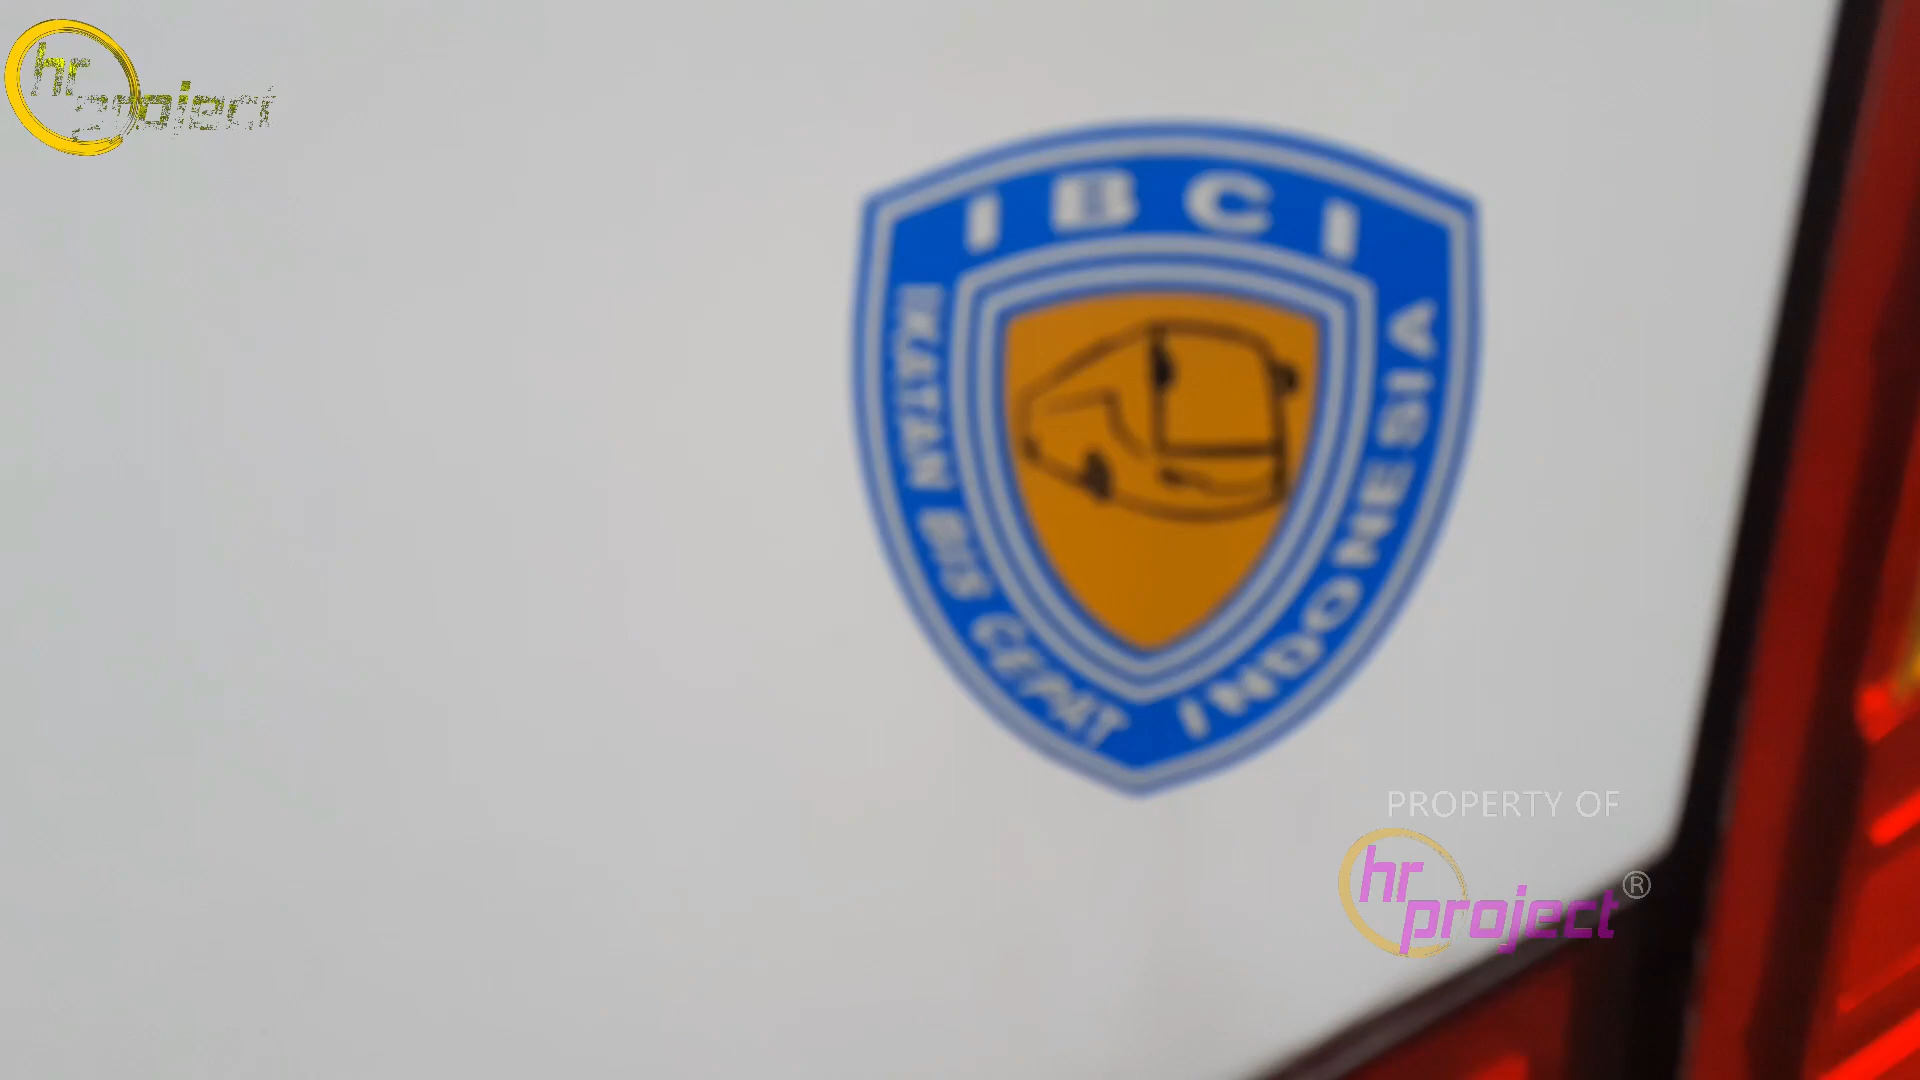 hr
project
IBCI
IKATAN BIS CEPAT INDONESIA
PROPERTY OF
hr
project®